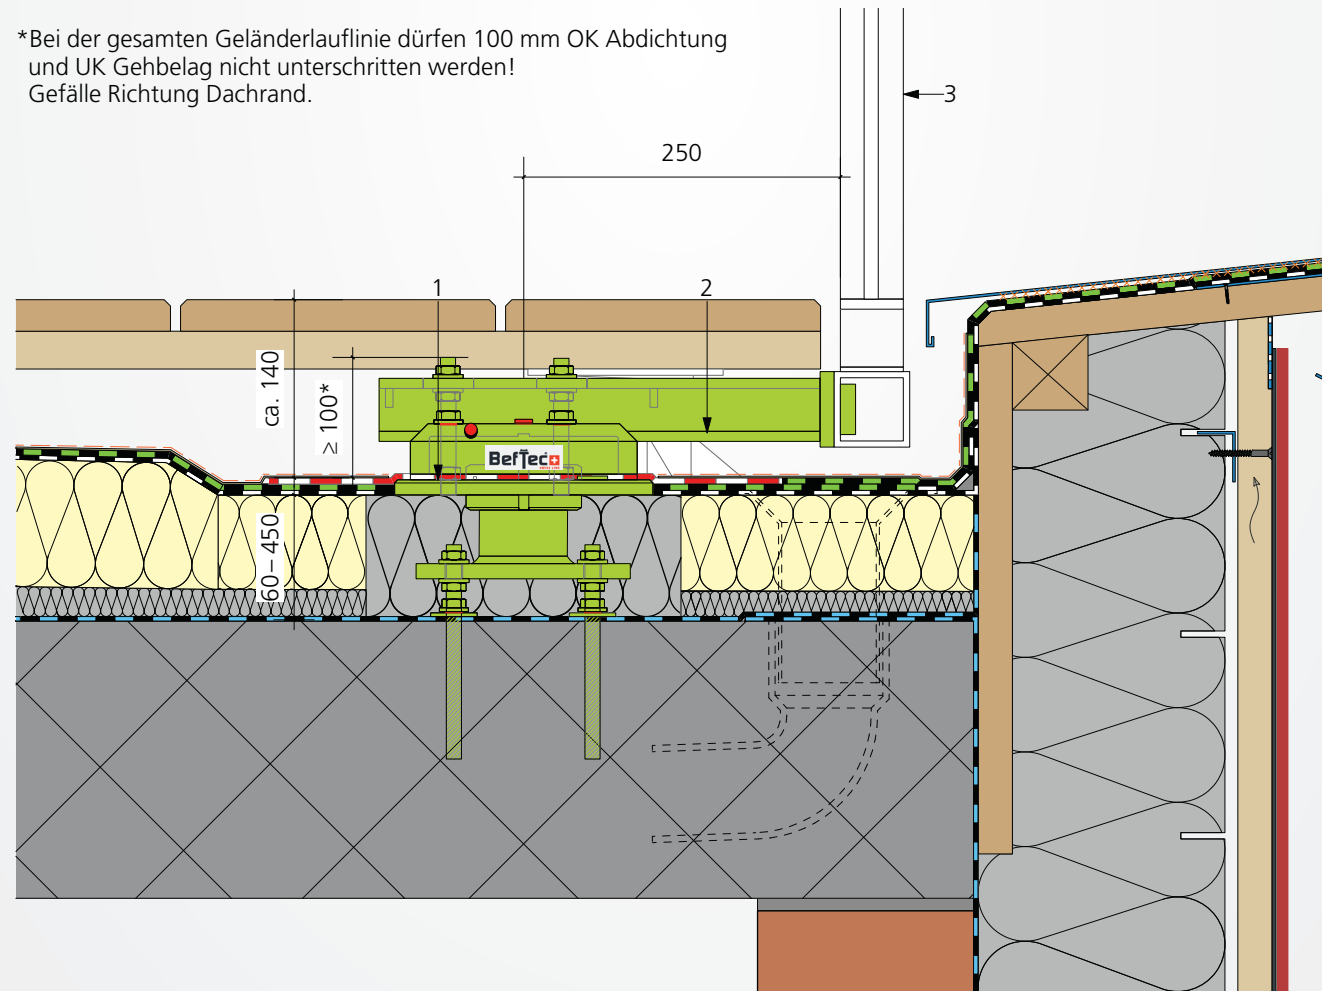 *Bei der gesamten Geländerlauflinie dürfen 100 mm OK Abdichtung
und UK Gehbelag nicht unterschritten werden!
Gefälle Richtung Dachrand.
3
250
1
2
ca. 140
≥ 100*
BefTec
60–450